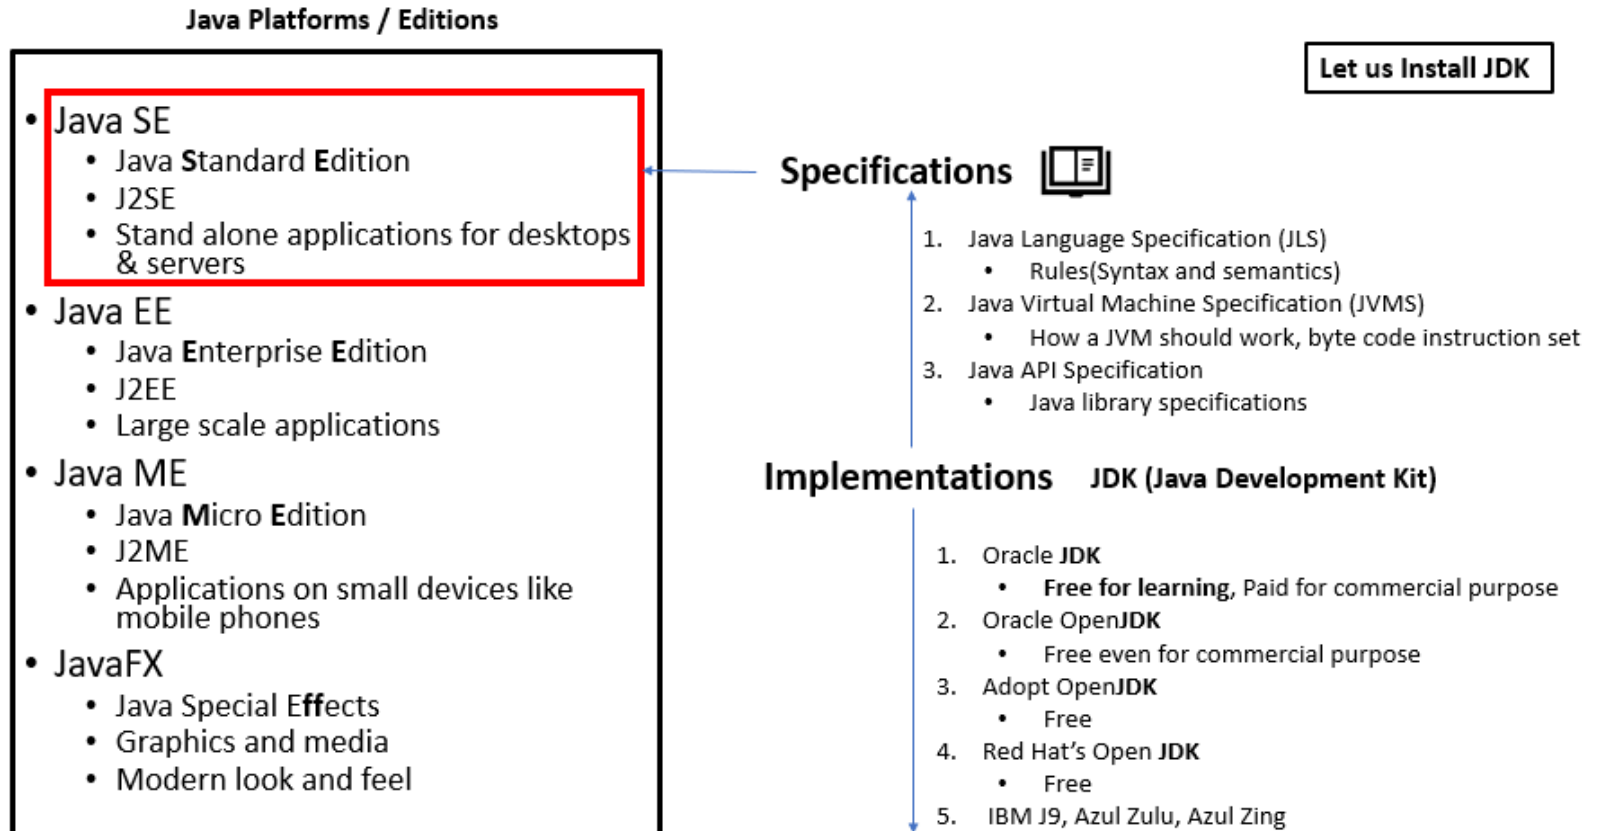 Java Platforms / Editions
• Java SE
• Java Standard Edition
• J2SE
• Stand alone applications for desktops
& servers
• Java EE
• Java Enterprise Edition
• J2EE
• Large scale applications
• Java ME
• Java Micro Edition
• J2ME
• Applications on small devices like
mobile phones
• JavaFX
• Java Special Effects
• Graphics and media
• Modern look and feel
Let us Install JDK
Specifications
1. Java Language Specification (JLS)
• Rules(Syntax and semantics)
2. Java Virtual Machine Specification (JVMS)
• How a JVM should work, byte code instruction set
3. Java API Specification
• Java library specifications
Implementations JDK (Java Development Kit)
1. Oracle JDK
• Free for learning, Paid for commercial purpose
2. Oracle OpenJDK
• Free even for commercial purpose
3. Adopt OpenJDK
• Free
4. Red Hat's Open JDK
• Free
5. IBM J9, Azul Zulu, Azul Zing